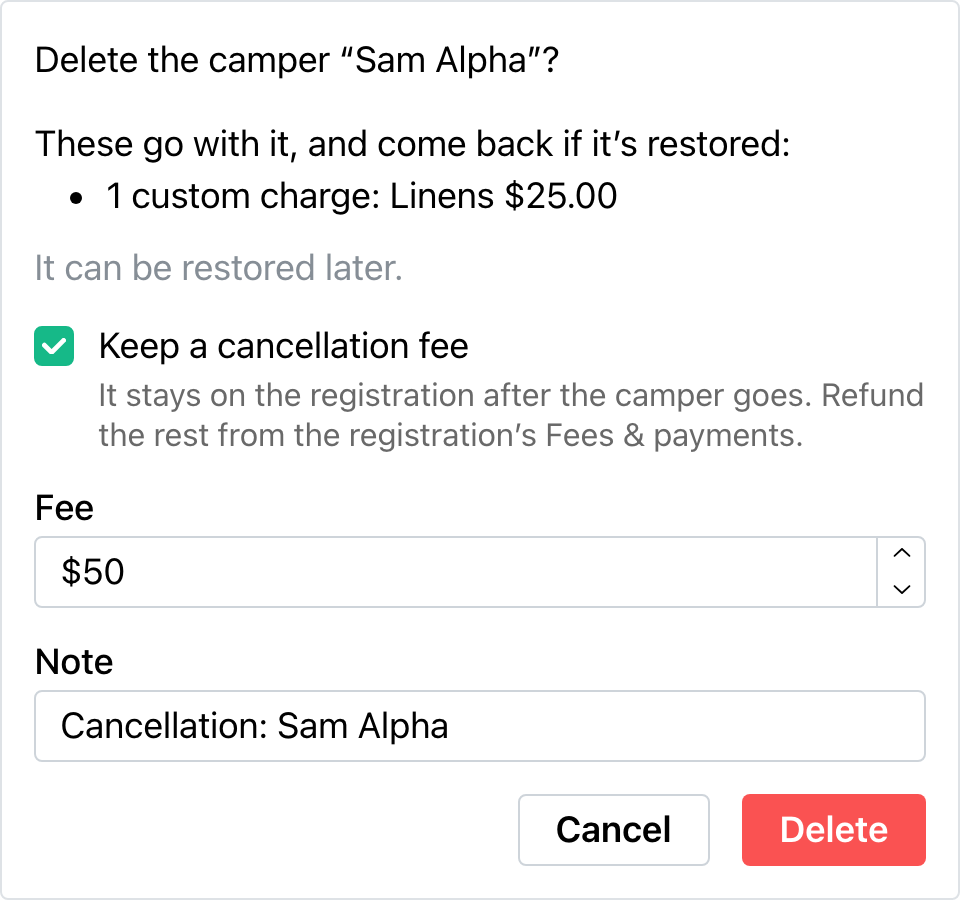 Delete the camper “Sam Alpha”?
These go with it, and come back if it’s restored:
• 1 custom charge: Linens $25.00
It can be restored later.
Keep a cancellation fee
It stays on the registration after the camper goes. Refund
the rest from the registration’s Fees & payments.
Fee
$50
Note
Cancellation: Sam Alpha
Cancel
Delete